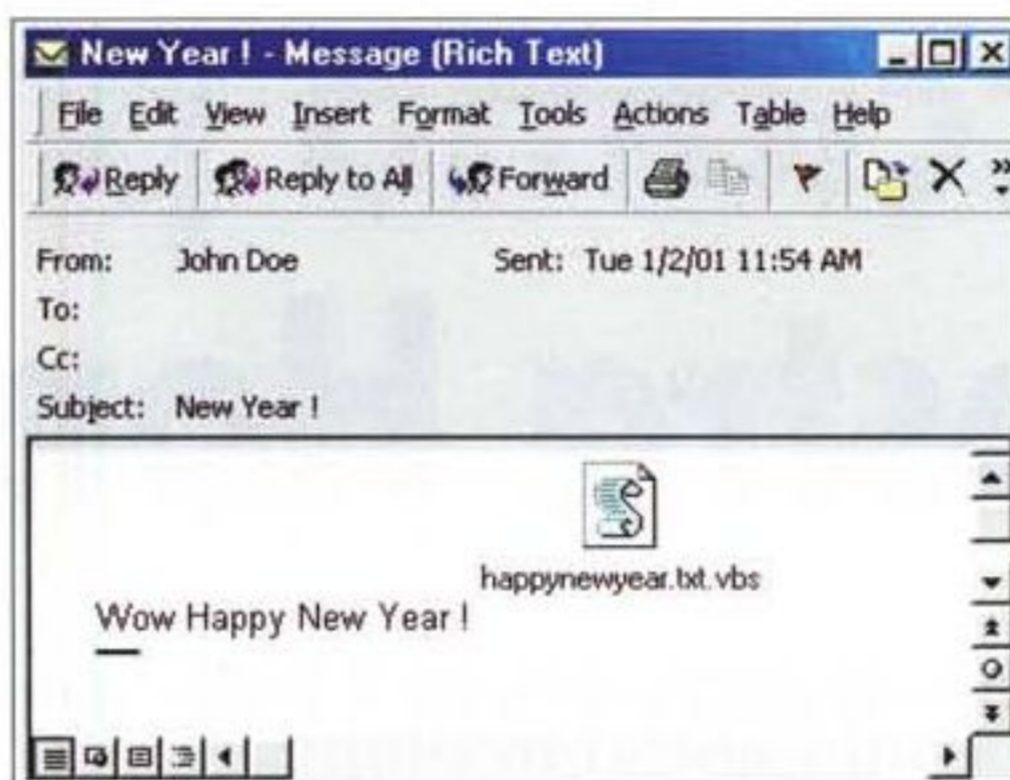 New Year ! - Message (Rich Text)
File Edit View Insert Format Tools Actions Table Help
Reply Reply to All Forward
From: John Doe Sent: Tue 1/2/01 11:54 AM
To:
Cc:
Subject: New Year !
happynewyear.txt.vbs
Wow Happy New Year !